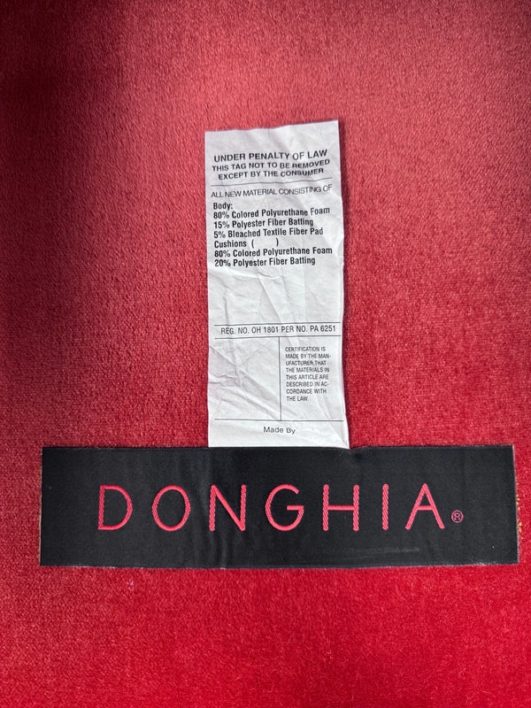 UNDER PENALTY OF LAW
THIS TAG NOT TO BE REMOVED
EXCEPT BY THE CONSUMER
ALL NEW MATERIAL CONSISTING OF
Body:
80% Colored Polyurethane Foam
15% Polyester Fiber Batting
5% Bleached Textile Fiber Pad
Cushions ( )
80% Colored Polyurethane Foam
20% Polyester Fiber Batting
REG. NO. OH 1801 PER NO. PA 6251
CERTIFICATION IS
MADE BY THE MAN-
UFACTURER, THAT
THE MATERIALS IN
THIS ARTICLE ARE
DESCRIBED IN AC-
CORDANCE WITH
THE LAW.
Made By
DONGHIA®